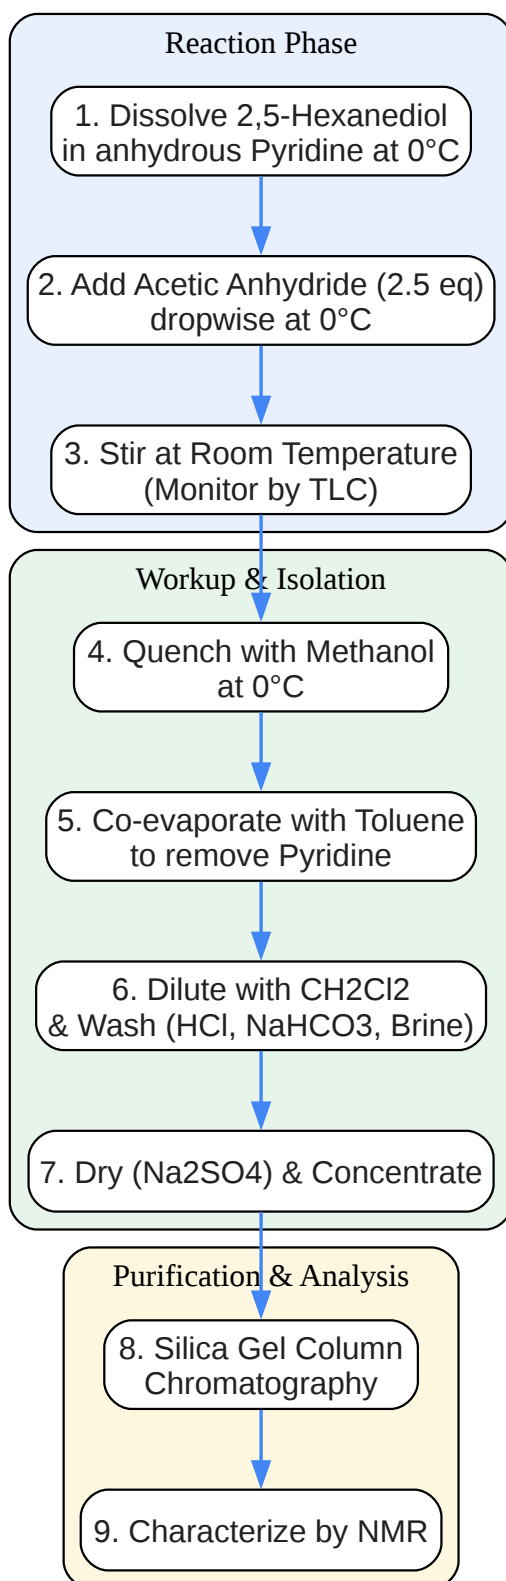 Reaction Phase
1. Dissolve 2,5-Hexanediol
in anhydrous Pyridine at 0°C
2. Add Acetic Anhydride (2.5 eq)
dropwise at 0°C
3. Stir at Room Temperature
(Monitor by TLC)
Workup & Isolation
4. Quench with Methanol
at 0°C
5. Co-evaporate with Toluene
to remove Pyridine
6. Dilute with CH2Cl2
& Wash (HCl, NaHCO3, Brine)
7. Dry (Na2SO4) & Concentrate
Purification & Analysis
8. Silica Gel Column
Chromatography
9. Characterize by NMR